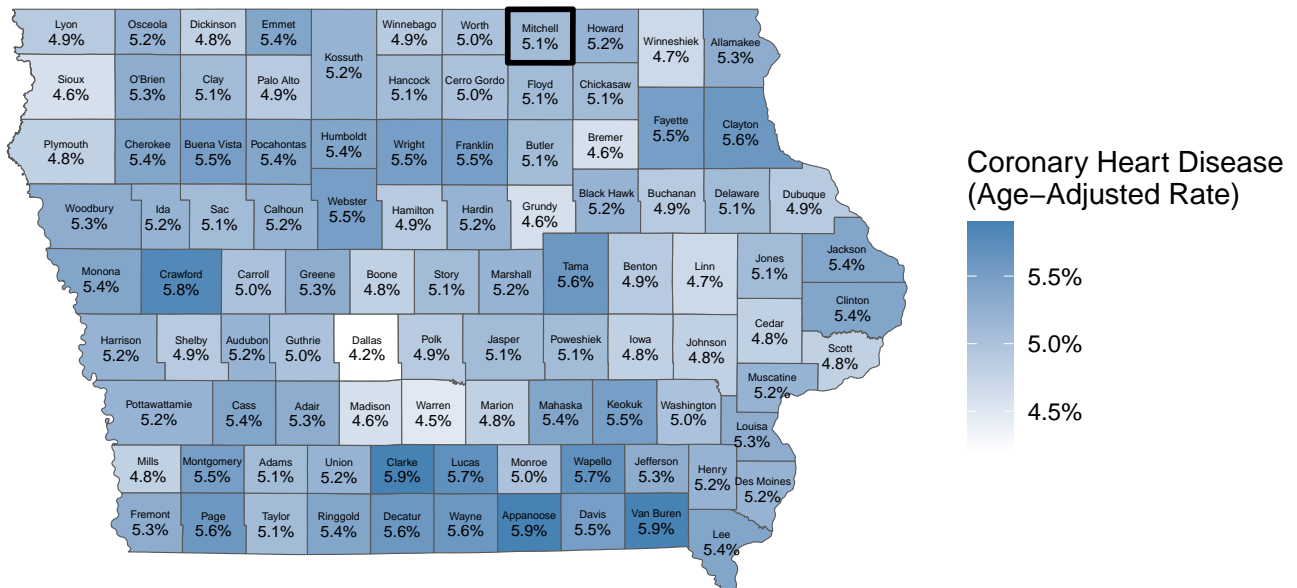 Lyon
4.9%
Osceola
5.2%
Dickinson
4.8%
Emmet
5.4%
Kossuth
5.2%
Winnebago
4.9%
Worth
5.0%
Mitchell
5.1%
Howard
5.2%
Winneshiek
4.7%
Allamakee
5.3%
Sioux
4.6%
O'Brien
5.3%
Clay
5.1%
Palo Alto
4.9%
Hancock
5.1%
Cerro Gordo
5.0%
Floyd
5.1%
Chickasaw
5.1%
Fayette
5.5%
Clayton
5.6%
Plymouth
4.8%
Cherokee
5.4%
Buena Vista
5.5%
Pocahontas
5.4%
Humboldt
5.4%
Wright
5.5%
Franklin
5.5%
Butler
5.1%
Bremer
4.6%
Woodbury
5.3%
Ida
5.2%
Sac
5.1%
Calhoun
5.2%
Webster
5.5%
Hamilton
4.9%
Hardin
5.2%
Grundy
4.6%
Black Hawk
5.2%
Buchanan
4.9%
Delaware
5.1%
Dubuque
4.9%
Monona
5.4%
Crawford
5.8%
Carroll
5.0%
Greene
5.3%
Boone
4.8%
Story
5.1%
Marshall
5.2%
Tama
5.6%
Benton
4.9%
Linn
4.7%
Jones
5.1%
Jackson
5.4%
Clinton
5.4%
Harrison
5.2%
Shelby
4.9%
Audubon
5.2%
Guthrie
5.0%
Dallas
4.2%
Polk
4.9%
Jasper
5.1%
Poweshiek
5.1%
Iowa
4.8%
Johnson
4.8%
Cedar
4.8%
Scott
4.8%
Muscatine
5.2%
Pottawattamie
5.2%
Cass
5.4%
Adair
5.3%
Madison
4.6%
Warren
4.5%
Marion
4.8%
Mahaska
5.4%
Keokuk
5.5%
Washington
5.0%
Louisa
5.3%
Mills
4.8%
Montgomery
5.5%
Adams
5.1%
Union
5.2%
Clarke
5.9%
Lucas
5.7%
Monroe
5.0%
Wapello
5.7%
Jefferson
5.3%
Henry
5.2%
Des Moines
5.2%
Fremont
5.3%
Page
5.6%
Taylor
5.1%
Ringgold
5.4%
Decatur
5.6%
Wayne
5.6%
Appanoose
5.9%
Davis
5.5%
Van Buren
5.9%
Lee
5.4%
Coronary Heart Disease
(Age−Adjusted Rate)
5.5%
5.0%
4.5%